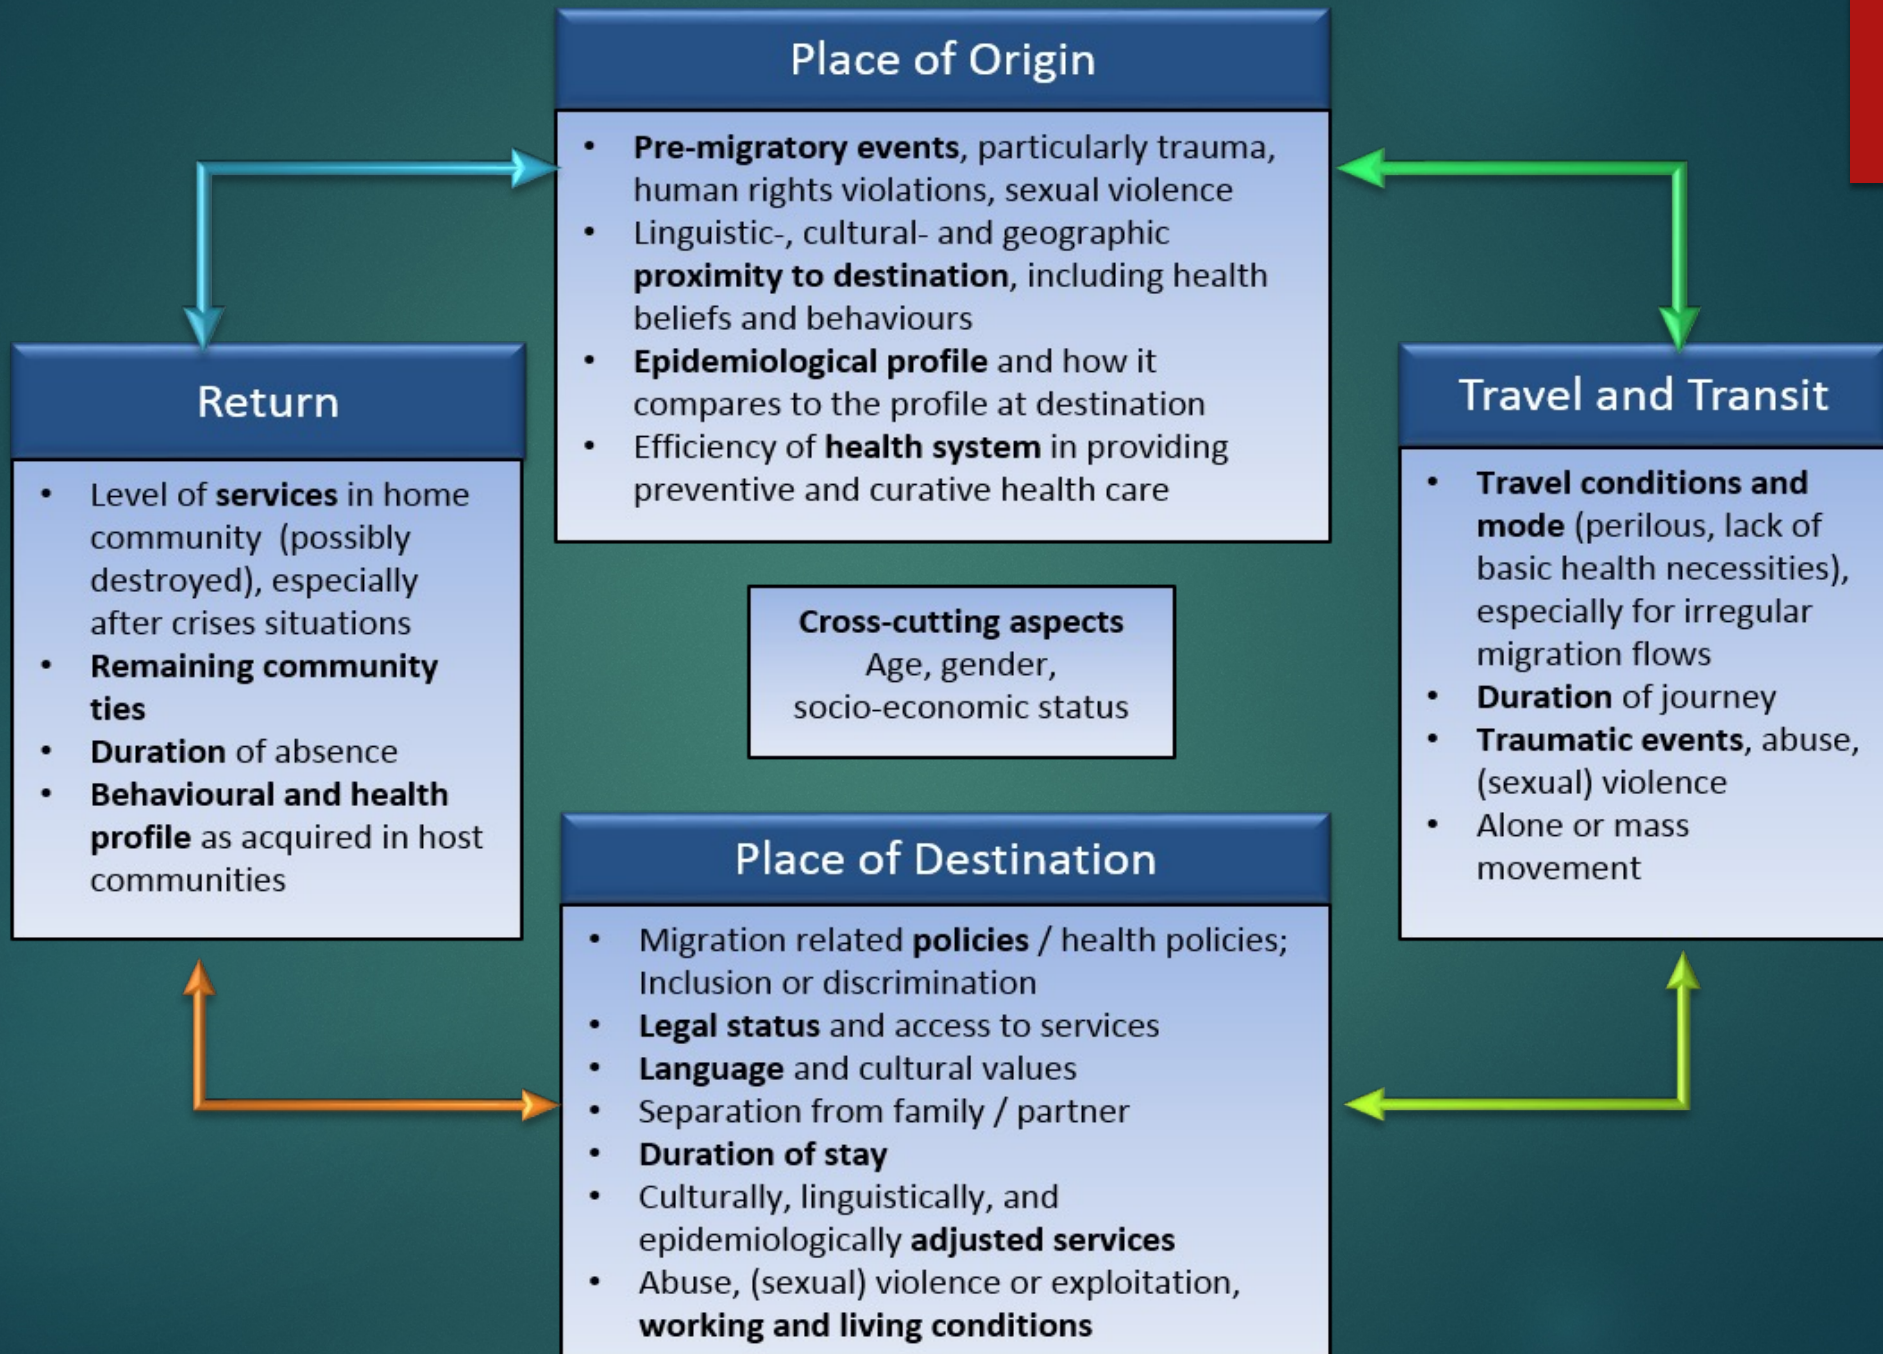 Place of Origin
• Pre-migratory events, particularly trauma,
human rights violations, sexual violence
• Linguistic-, cultural- and geographic
proximity to destination, including health
beliefs and behaviours
• Epidemiological profile and how it
compares to the profile at destination
• Efficiency of health system in providing
preventive and curative health care
Return
• Level of services in home
community (possibly
destroyed), especially
after crises situations
• Remaining community
ties
• Duration of absence
• Behavioural and health
profile as acquired in host
communities
Cross-cutting aspects
Age, gender,
socio-economic status
Travel and Transit
• Travel conditions and
mode (perilous, lack of
basic health necessities),
especially for irregular
migration flows
• Duration of journey
• Traumatic events, abuse,
(sexual) violence
• Alone or mass
movement
Place of Destination
• Migration related policies / health policies;
Inclusion or discrimination
• Legal status and access to services
• Language and cultural values
• Separation from family / partner
• Duration of stay
• Culturally, linguistically, and
epidemiologically adjusted services
• Abuse, (sexual) violence or exploitation,
working and living conditions